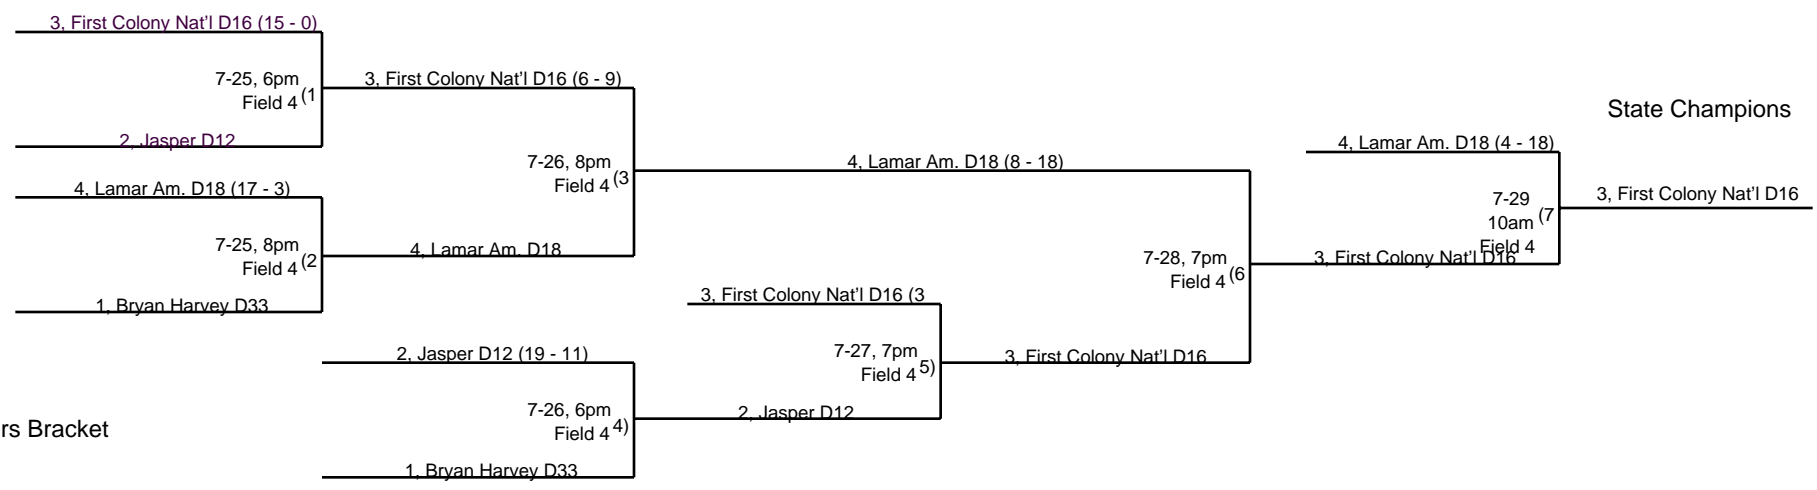 3, First Colony Nat'l D16 (15 - 0)
7-25, 6pm
Field 4 (1
2, Jasper D12
3, First Colony Nat'l D16 (6 - 9)
4, Lamar Am. D18 (17 - 3)
7-25, 8pm
Field 4 (2
1, Bryan Harvey D33
4, Lamar Am. D18
7-26, 8pm
Field 4 (3
4, Lamar Am. D18 (8 - 18)
2, Jasper D12 (19 - 11)
7-26, 6pm
Field 4 4)
1, Bryan Harvey D33
3, First Colony Nat'l D16 (3
7-27, 7pm
Field 4 5)
2, Jasper D12
3, First Colony Nat'l D16
7-28, 7pm
Field 4 (6
State Champions
4, Lamar Am. D18 (4 - 18)
7-29
10am (7
Field 4
3, First Colony Nat'l D16
3, First Colony Nat'l D16
rs Bracket